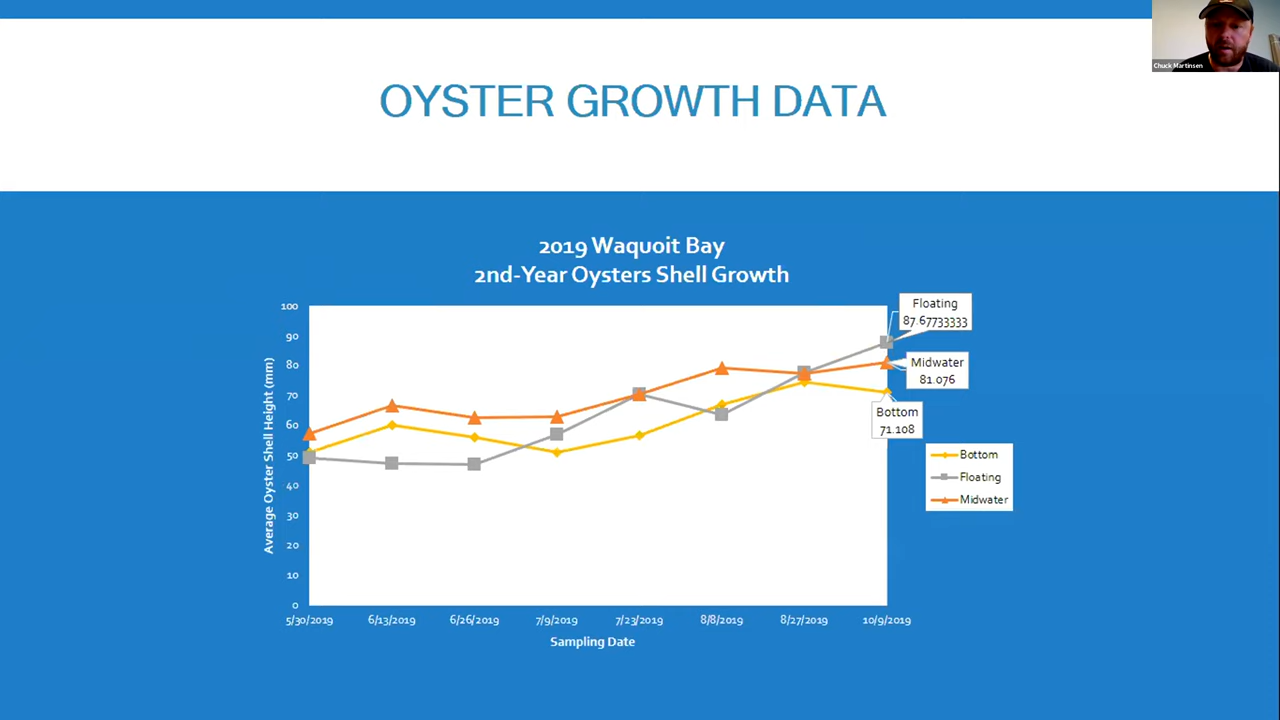 Chuck Martinsen
OYSTER GROWTH DATA
2019 Waquoit Bay
2nd-Year Oysters Shell Growth
Average Oyster Shell Height (mm)
100
90
80
70
60
50
40
30
20
10
0
5/30/2019 6/13/2019 6/26/2019 7/9/2019 7/23/2019 8/8/2019 8/27/2019 10/9/2019
Sampling Date
Floating
87.67733333
Midwater
81.076
Bottom
71.108
Bottom
Floating
Midwater